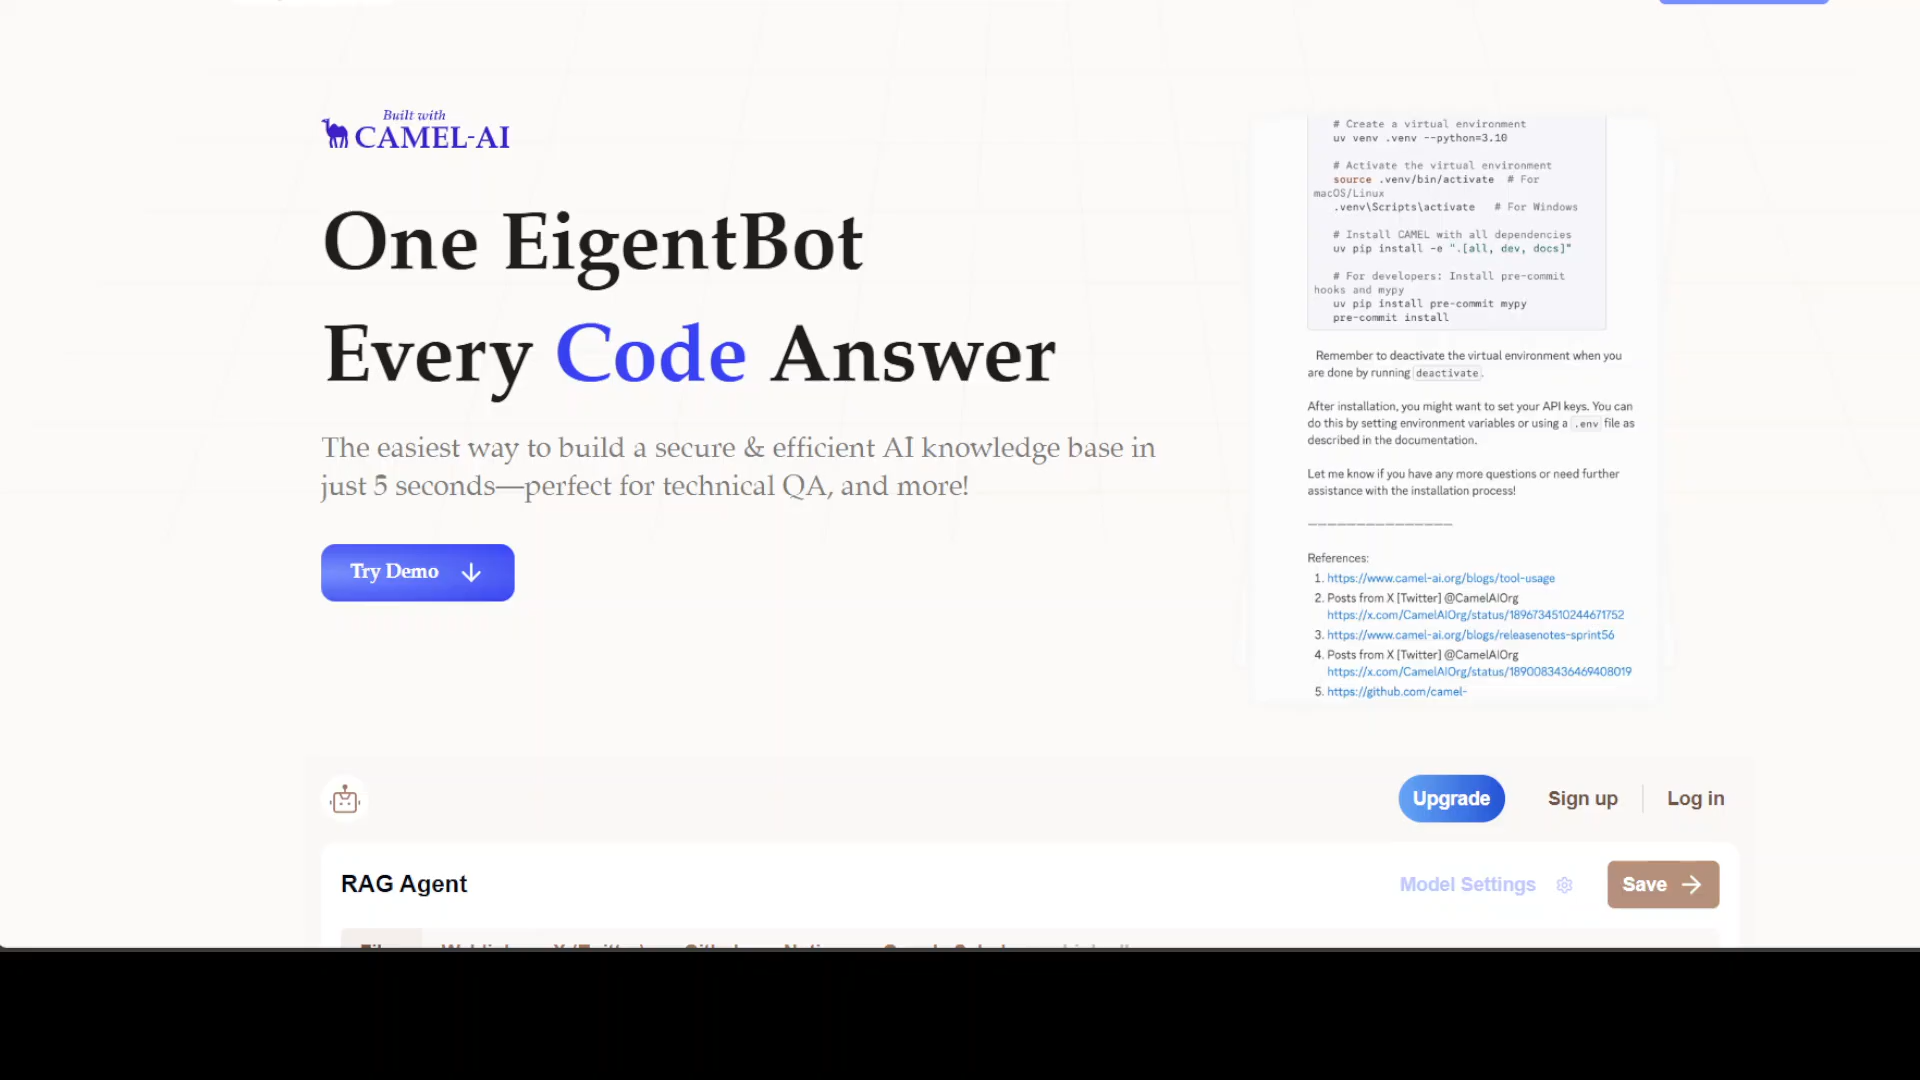 Built with
CAMEL-AI
One EigentBot
Every Code Answer
The easiest way to build a secure & efficient AI knowledge base in
just 5 seconds—perfect for technical QA, and more!
Try Demo
# Create a virtual environment
uv venv .venv --python=3.10
# Activate the virtual environment
source .venv/bin/activate # For
macOS/Linux
.venv\Scripts\activate # For Windows
# Install CAMEL with all dependencies
uv pip install -e ".[all, dev, docs]"
# For developers: Install pre-commit
hooks and mypy
uv pip install pre-commit mypy
pre-commit install
Remember to deactivate the virtual environment when you
are done by running deactivate.
After installation, you might want to set your API keys. You can
do this by setting environment variables or using a .env file as
described in the documentation.
Let me know if you have any more questions or need further
assistance with the installation process!
———————————————
References:
1. https://www.camel-ai.org/blogs/tool-usage
2. Posts from X [Twitter] @CamelAIOrg
https://x.com/CamelAIOrg/status/1896734510244671752
3. https://www.camel-ai.org/blogs/releasenotes-sprint56
4. Posts from X [Twitter] @CamelAIOrg
https://x.com/CamelAIOrg/status/1890083436469408019
5. https://github.com/camel-
Upgrade
Sign up
Log in
RAG Agent
Model Settings
Save